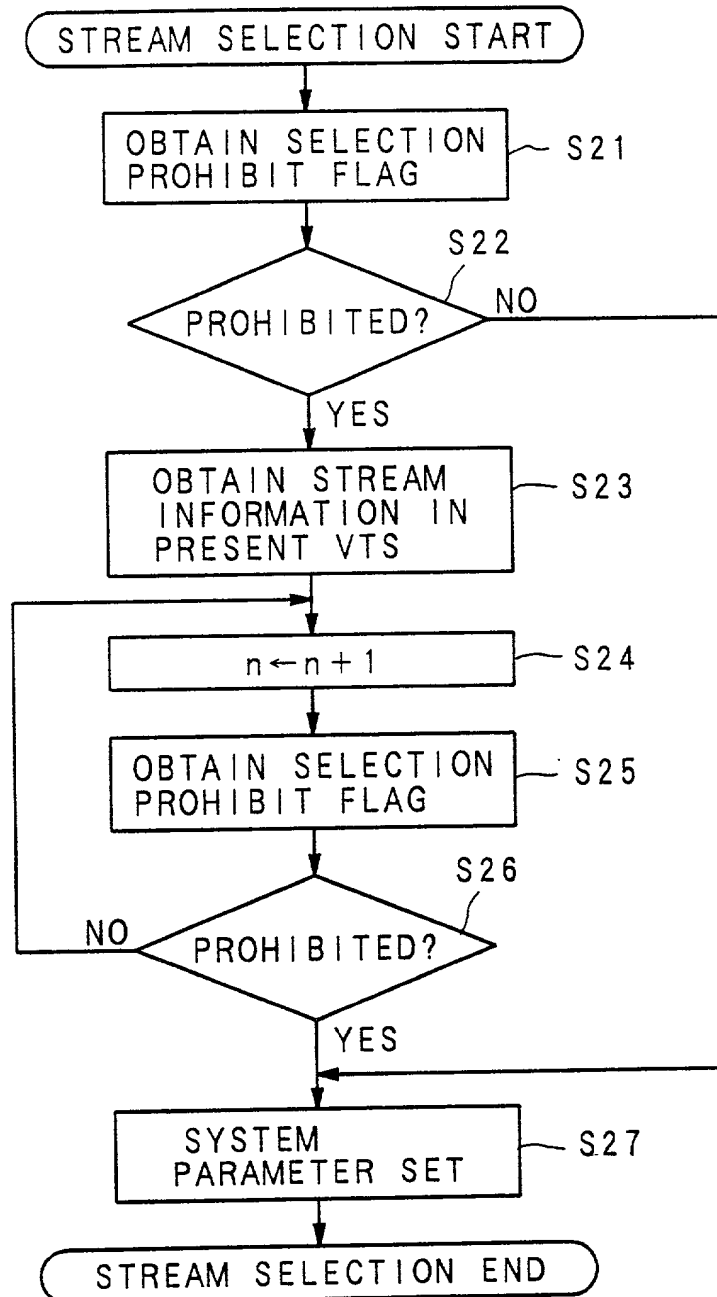 STREAM SELECTION START
OBTAIN SELECTION
PROHIBIT FLAG
S21
S22
PROHIBITED?
NO
YES
OBTAIN STREAM
INFORMATION IN
PRESENT VTS
S23
n←n+1
S24
OBTAIN SELECTION
PROHIBIT FLAG
S25
S26
NO
PROHIBITED?
YES
SYSTEM
PARAMETER SET
S27
STREAM SELECTION END